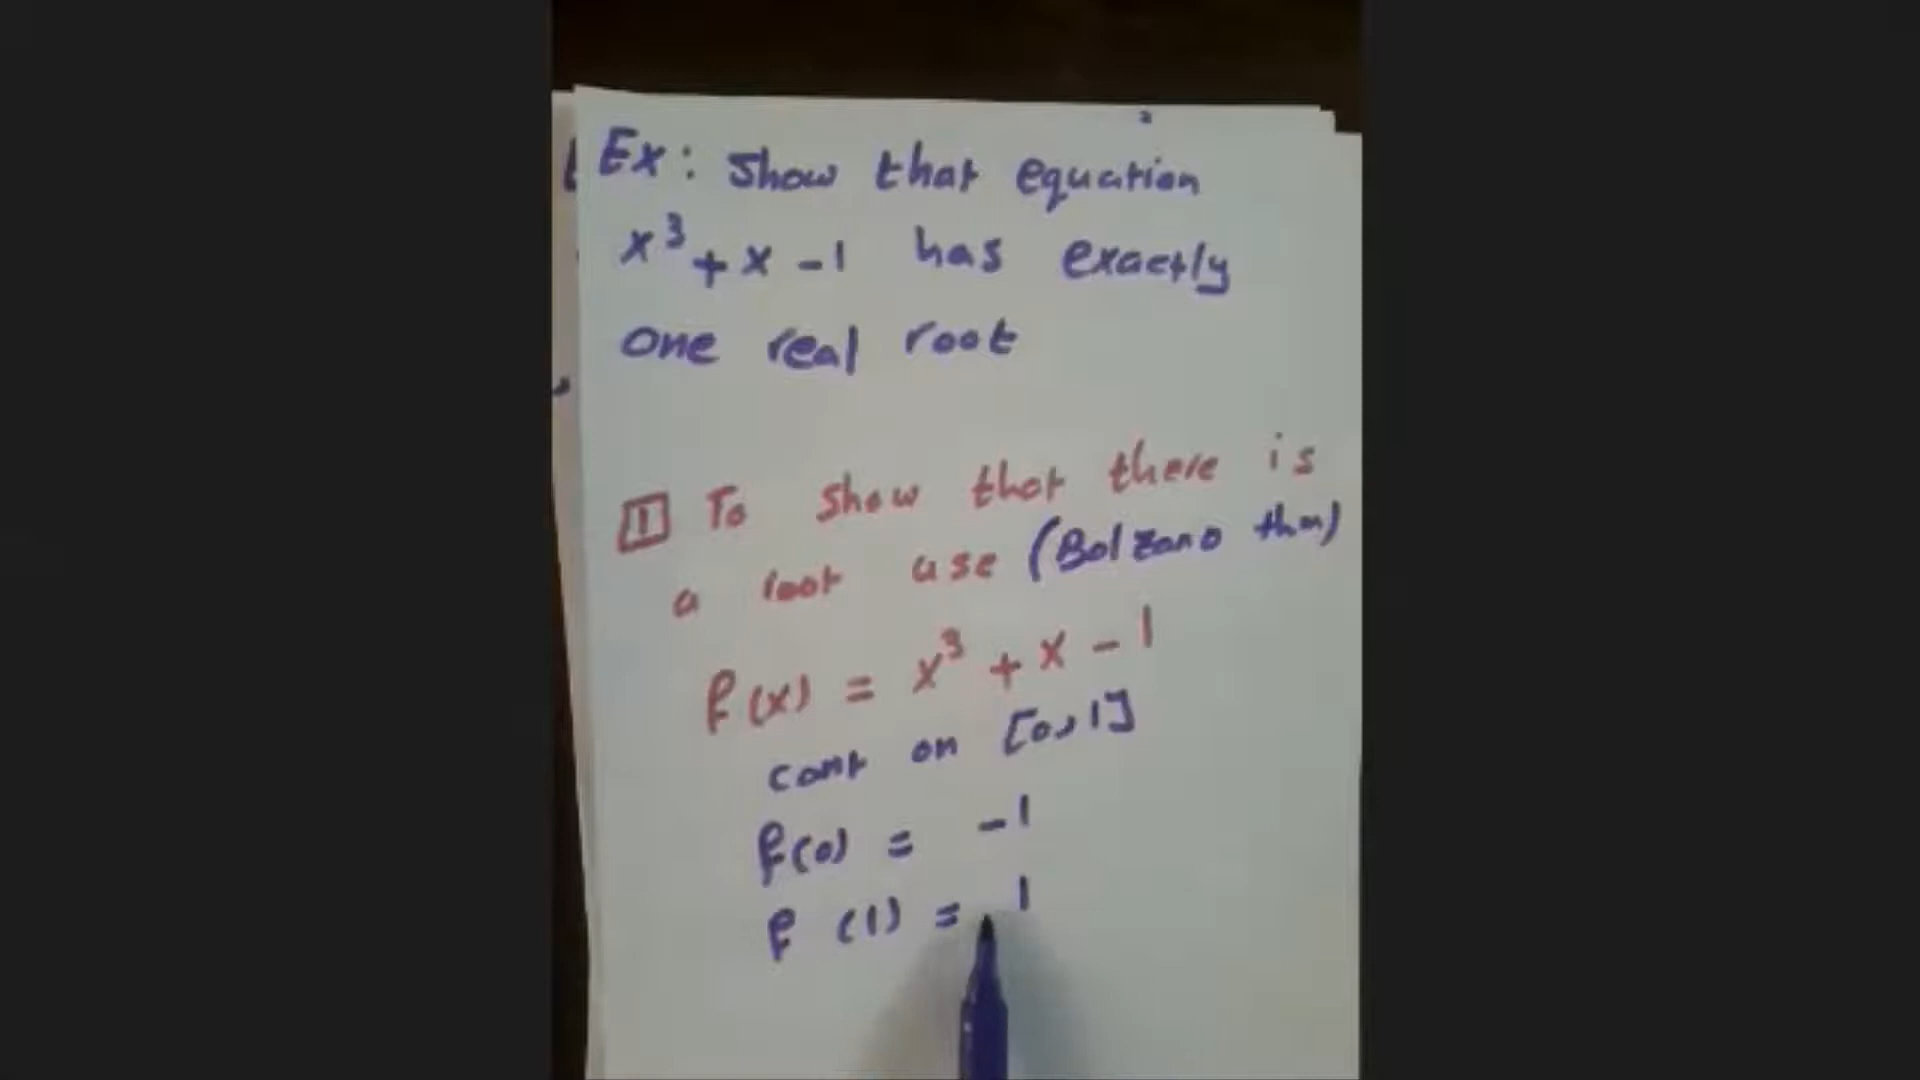 Ex: Show that equation
x³ + x - 1 has exactly
one real root
1 To show that there is
a root use (Bolzano thm)
f(x) = x³ + x - 1
cont on [0,1]
f(0) = -1
f(1) = 1